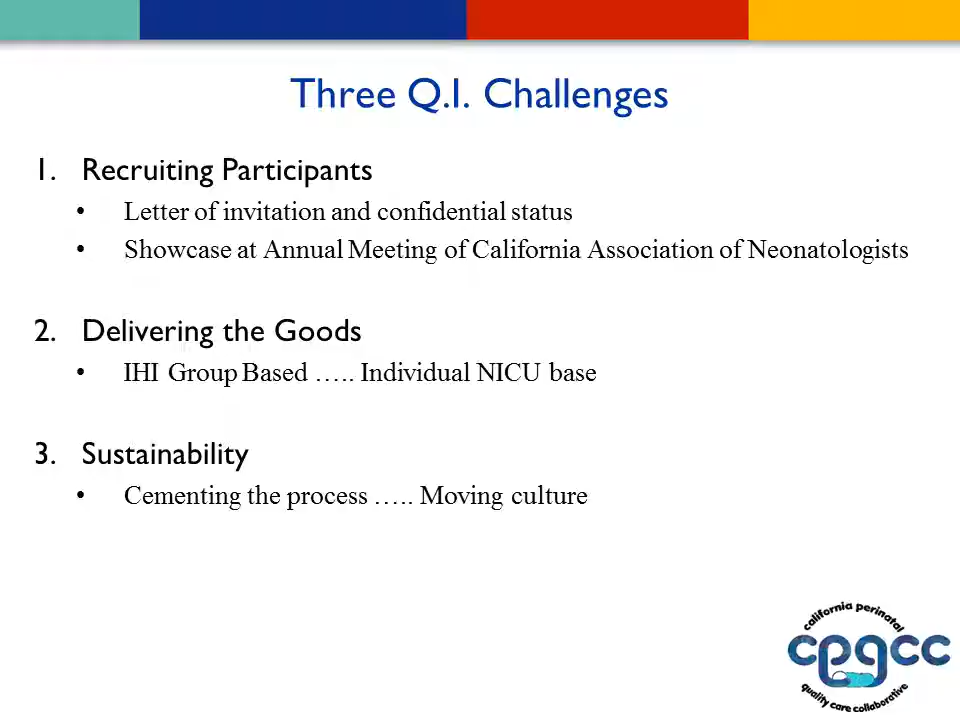 Three Q.I. Challenges
1. Recruiting Participants
• Letter of invitation and confidential status
• Showcase at Annual Meeting of California Association of Neonatologists
2. Delivering the Goods
• IHI Group Based ….. Individual NICU base
3. Sustainability
• Cementing the process ….. Moving culture
california perinatal
cpqcc
quality care collaborative